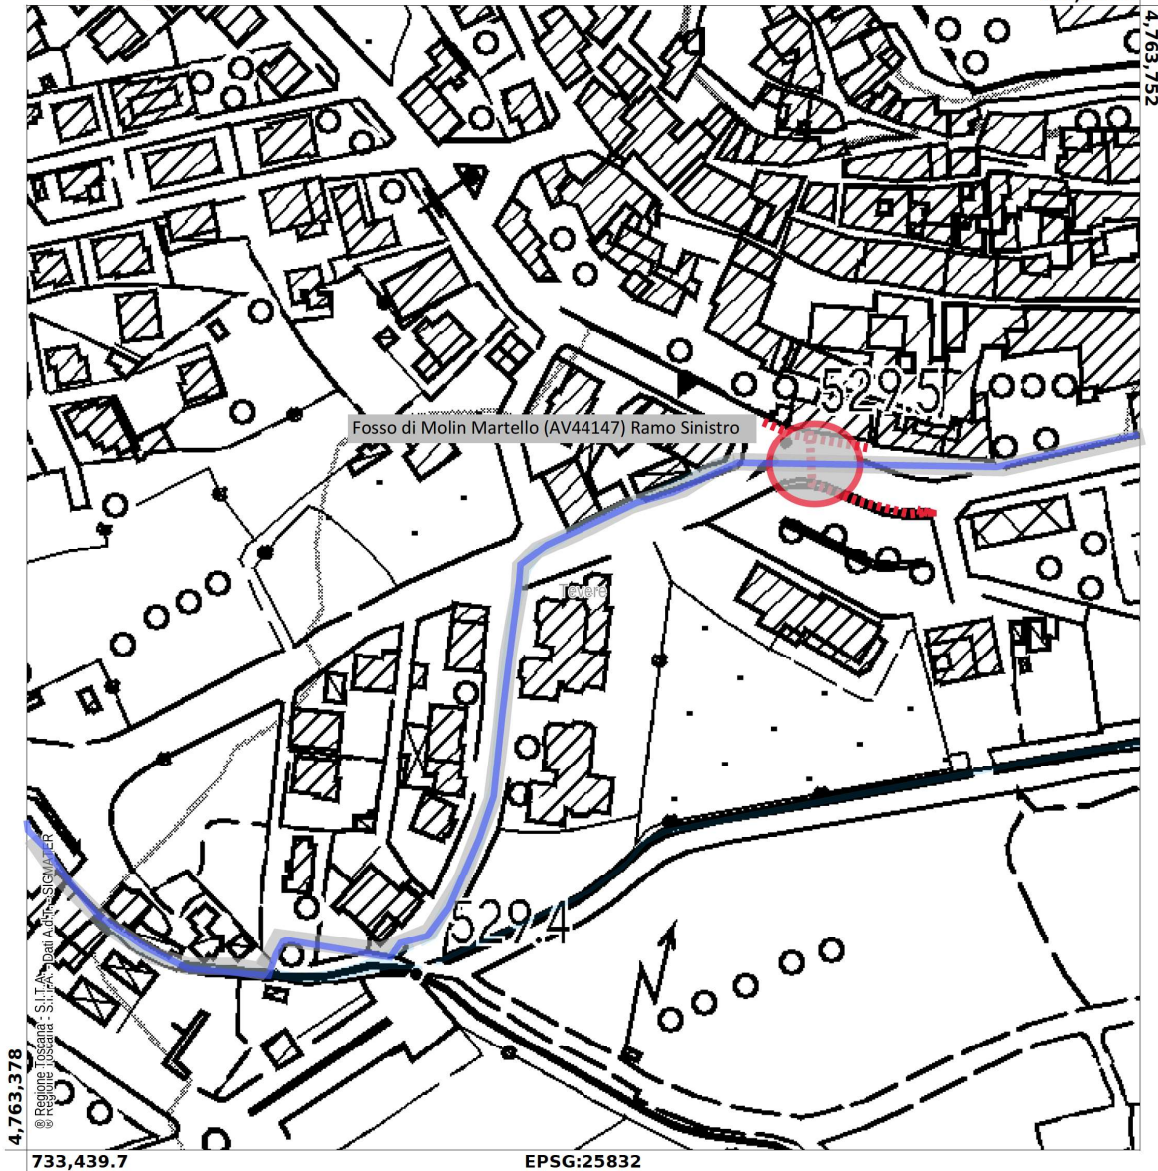 4,763,752
529.5
Fosso di Molin Martello (AV44147) Ramo Sinistro
Tevere
529.4
N
® Regione Toscana - S.I.T.A. - Dati A.d.T. - SIGMATER
4,763,378
733,439.7
EPSG:25832